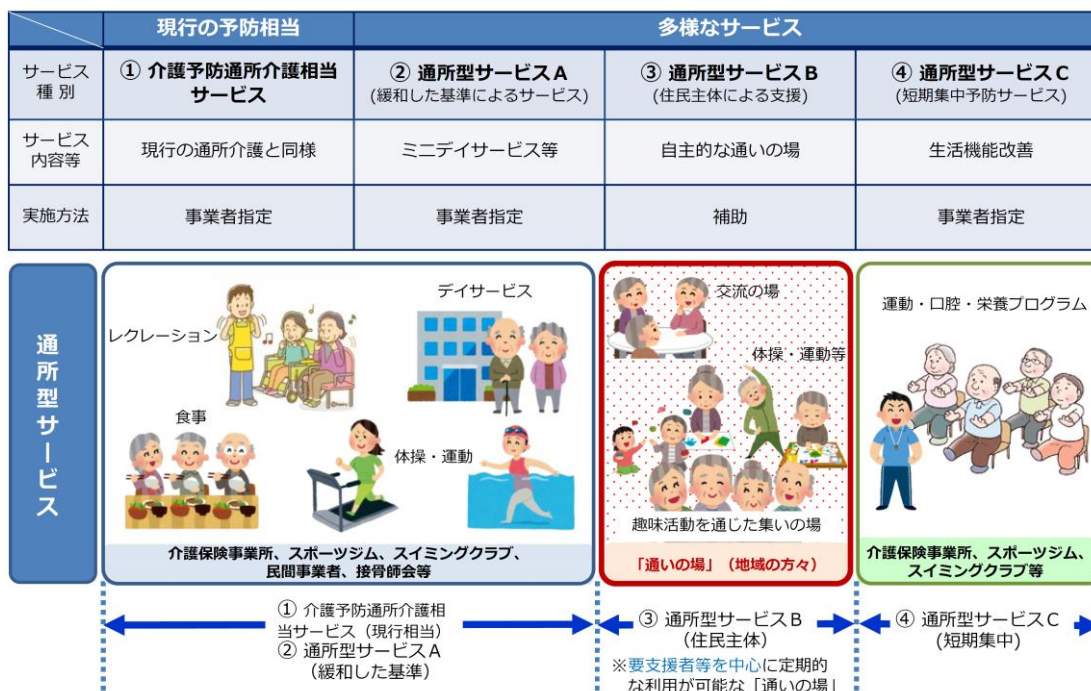 現行の予防相当
多様なサービス
サービス
種 別
① 介護予防通所介護相当
サービス
② 通所型サービスA
(緩和した基準によるサービス)
③ 通所型サービスB
(住民主体による支援)
④ 通所型サービスC
(短期集中予防サービス)
サービス
内容等
現行の通所介護と同様
ミニデイサービス等
自主的な通いの場
生活機能改善
実施方法
事業者指定
事業者指定
補助
事業者指定
通所型サービス
レクレーション
デイサービス
食事
体操・運動
介護保険事業所、スポーツジム、スイミングクラブ、
民間事業者、接骨師会等
交流の場
体操・運動等
趣味活動を通じた集いの場
「通いの場」（地域の方々）
運動・口腔・栄養プログラム
介護保険事業所、スポーツジム、
スイミングクラブ等
① 介護予防通所介護相
当サービス（現行相当）
② 通所型サービスA
（緩和した基準）
③ 通所型サービスB
（住民主体）
※要支援者等を中心に定期的
な利用が可能な「通いの場」
④ 通所型サービスC
(短期集中)